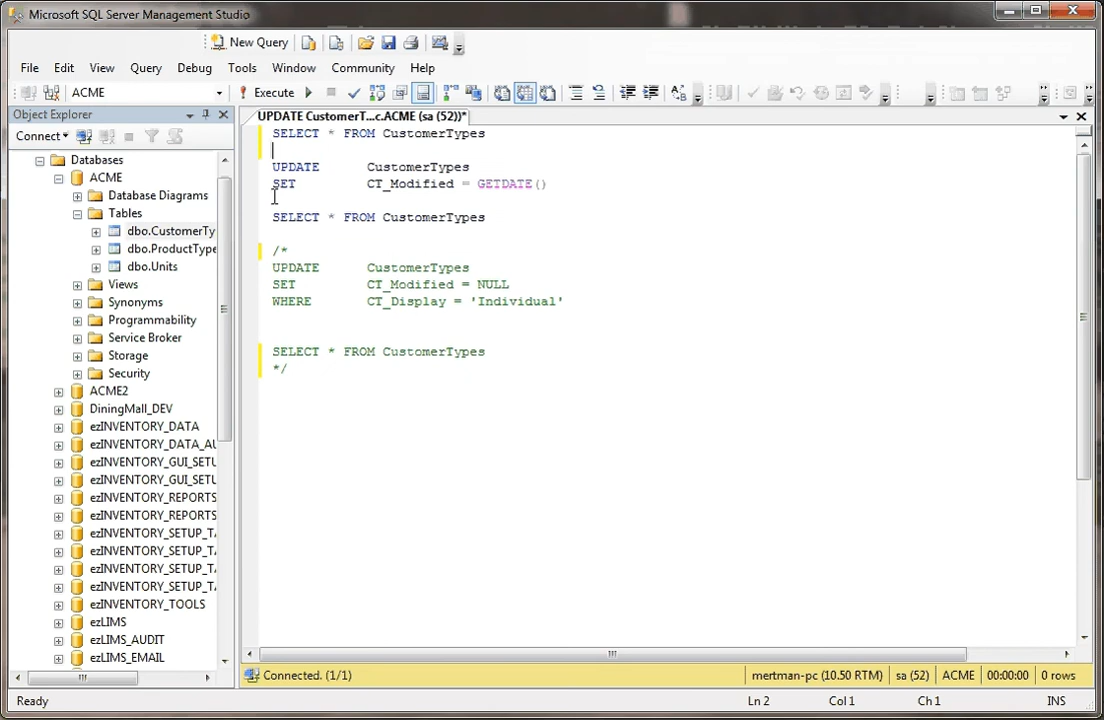 Microsoft SQL Server Management Studio
New Query
File Edit View Query Debug Tools Window Community Help
ACME Execute
Object Explorer
UPDATE CustomerT...c.ACME (sa (52))*
Connect
Databases
ACME
Database Diagrams
Tables
dbo.CustomerTy
dbo.ProductType
dbo.Units
Views
Synonyms
Programmability
Service Broker
Storage
Security
ACME2
DiningMall_DEV
ezINVENTORY_DATA
ezINVENTORY_DATA_AU
ezINVENTORY_GUI_SETU
ezINVENTORY_GUI_SETU
ezINVENTORY_REPORTS
ezINVENTORY_REPORTS
ezINVENTORY_SETUP_TA
ezINVENTORY_SETUP_TA
ezINVENTORY_SETUP_TA
ezINVENTORY_SETUP_TA
ezINVENTORY_TOOLS
ezLIMS
ezLIMS_AUDIT
ezLIMS_EMAIL
SELECT * FROM CustomerTypes
UPDATE CustomerTypes
SET CT_Modified = GETDATE()
SELECT * FROM CustomerTypes
/*
UPDATE CustomerTypes
SET CT_Modified = NULL
WHERE CT_Display = 'Individual'
SELECT * FROM CustomerTypes
*/
Connected. (1/1) mertman-pc (10.50 RTM) sa (52) ACME 00:00:00 0 rows
Ready Ln 2 Col 1 Ch 1 INS